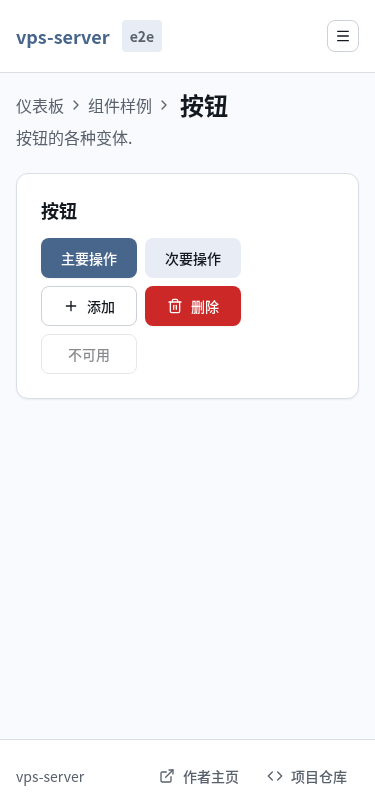 vps-server e2e
仪表板 组件样例 按钮
按钮的各种变体.
按钮
主要操作 次要操作
添加 删除
不可用
vps-server 作者主页 项目仓库